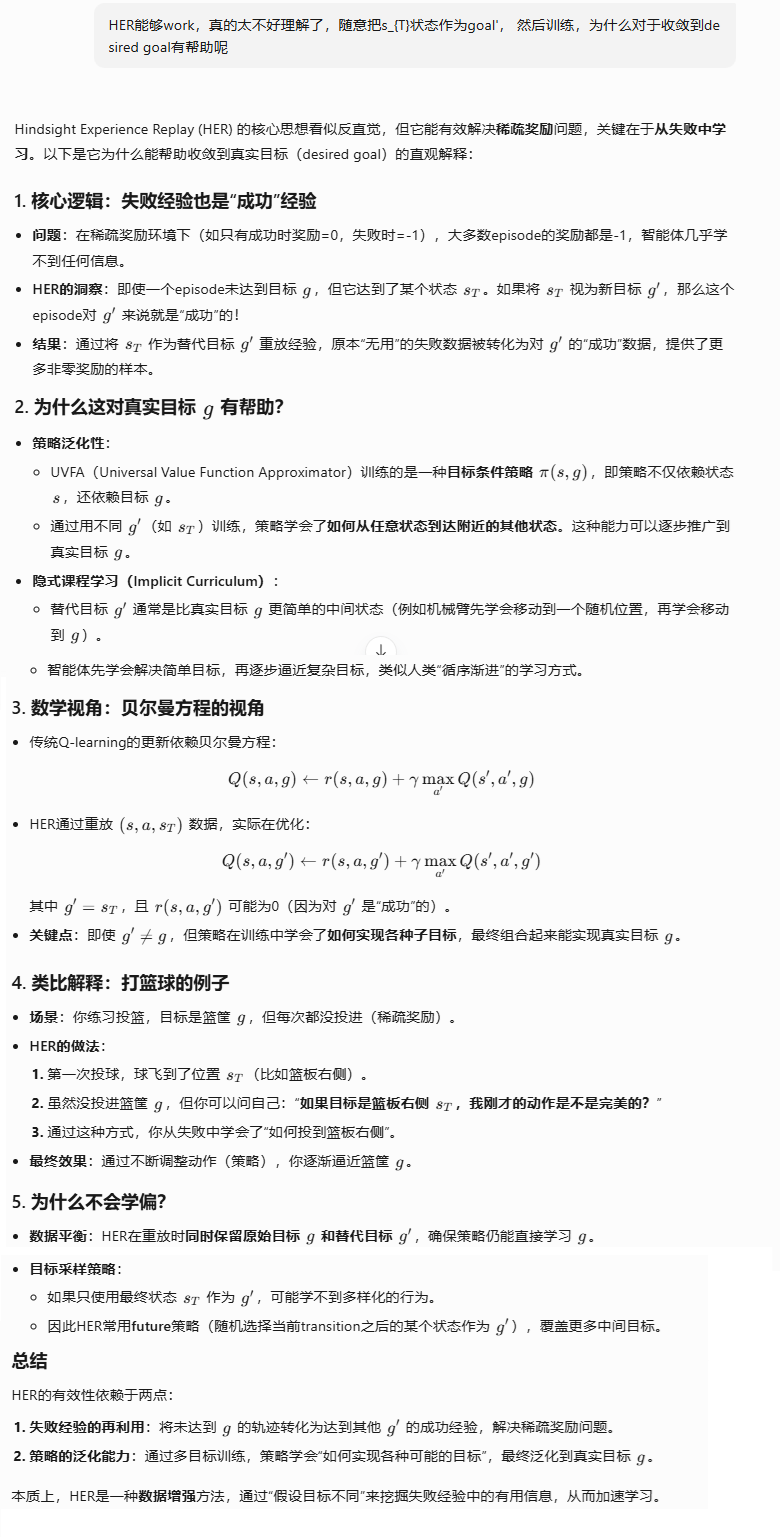 HER能够work，真的太不好理解了，随意把s_{T}状态作为goal'， 然后训练，为什么对于收敛到de
sired goal有帮助呢
Hindsight Experience Replay (HER) 的核心思想看似反直觉，但它能有效解决稀疏奖励问题，关键在于从失败中学
习。以下是它为什么能帮助收敛到真实目标（desired goal）的直观解释：
1. 核心逻辑：失败经验也是“成功”经验
• 问题：在稀疏奖励环境下（如只有成功时奖励=0，失败时=-1），大多数episode的奖励都是-1，智能体几乎学
不到任何信息。
• HER的洞察：即使一个episode未达到目标 g，但它达到了某个状态 s_T。如果将 s_T 视为新目标 g′，那么这个
episode对 g′ 来说就是“成功”的！
• 结果：通过将 s_T 作为替代目标 g′ 重放经验，原本“无用”的失败数据被转化为对 g′ 的“成功”数据，提供了更
多非零奖励的样本。
2. 为什么这对真实目标 g 有帮助？
• 策略泛化性：
○ UVFA（Universal Value Function Approximator）训练的是一种目标条件策略 π(s, g)，即策略不仅依赖状态
s，还依赖目标 g。
○ 通过用不同 g′（如 s_T）训练，策略学会了如何从任意状态到达附近的其他状态。这种能力可以逐步推广到
真实目标 g。
• 隐式课程学习（Implicit Curriculum）：
○ 替代目标 g′ 通常是比真实目标 g 更简单的中间状态（例如机械臂先学会移动到一个随机位置，再学会移动
到 g）。
↓
○ 智能体先学会解决简单目标，再逐步逼近复杂目标，类似人类“循序渐进”的学习方式。
3. 数学视角：贝尔曼方程的视角
• 传统Q-learning的更新依赖贝尔曼方程：
Q(s, a, g) ← r(s, a, g) + γ max_{a′} Q(s′, a′, g)
• HER通过重放 (s, a, s_T) 数据，实际在优化：
Q(s, a, g′) ← r(s, a, g′) + γ max_{a′} Q(s′, a′, g′)
其中 g′ = s_T，且 r(s, a, g′) 可能为0（因为对 g′ 是“成功”的）。
• 关键点：即使 g′ ≠ g，但策略在训练中学会了如何实现各种子目标，最终组合起来能实现真实目标 g。
4. 类比解释：打篮球的例子
• 场景：你练习投篮，目标是篮筐 g，但每次都没投进（稀疏奖励）。
• HER的做法：
1. 第一次投球，球飞到了位置 s_T（比如篮板右侧）。
2. 虽然没投进篮筐 g，但你可以问自己：“如果目标是篮板右侧 s_T，我刚才的动作是不是完美的？”
3. 通过这种方式，你从失败中学会了“如何投到篮板右侧”。
• 最终效果：通过不断调整动作（策略），你逐渐逼近篮筐 g。
5. 为什么不会学偏？
• 数据平衡：HER在重放时同时保留原始目标 g 和替代目标 g′，确保策略仍能直接学习 g。
• 目标采样策略：
○ 如果只使用最终状态 s_T 作为 g′，可能学不到多样化的行为。
○ 因此HER常用future策略（随机选择当前transition之后的某个状态作为 g′），覆盖更多中间目标。
总结
HER的有效性依赖于两点：
1. 失败经验的再利用：将未达到 g 的轨迹转化为达到其他 g′ 的成功经验，解决稀疏奖励问题。
2. 策略的泛化能力：通过多目标训练，策略学会“如何实现各种可能的目标”，最终泛化到真实目标 g。
本质上，HER是一种数据增强方法，通过“假设目标不同”来挖掘失败经验中的有用信息，从而加速学习。